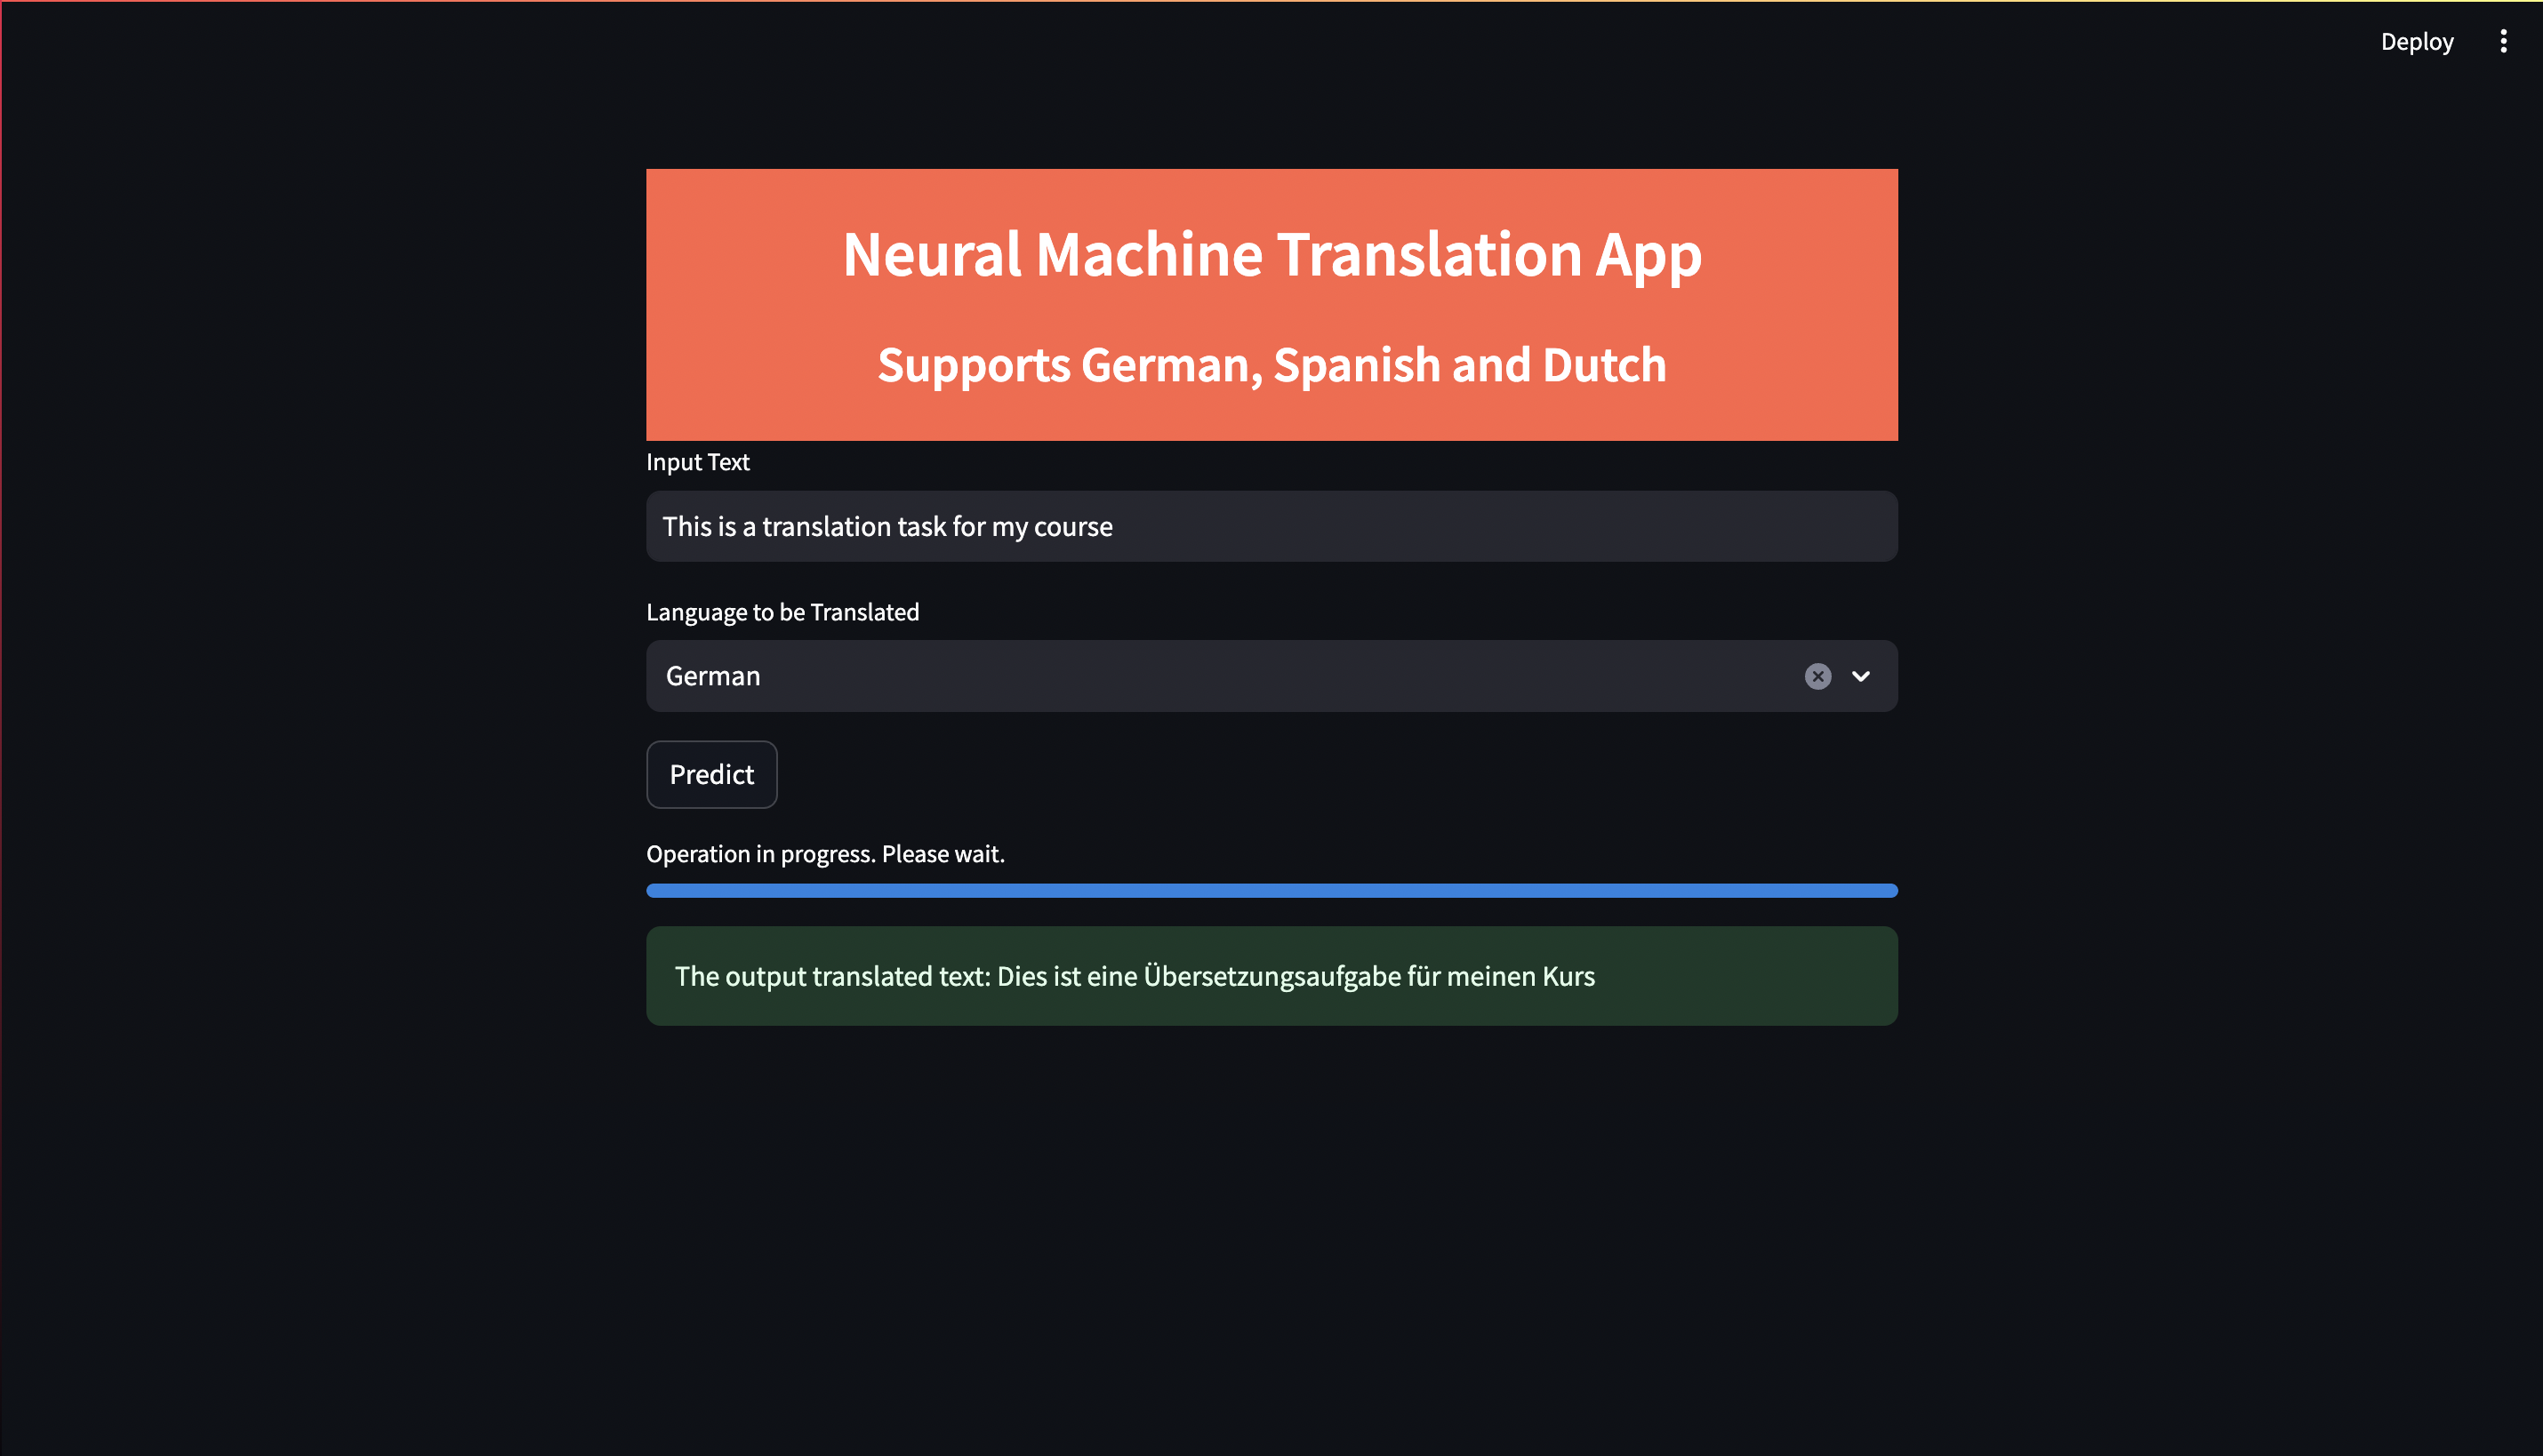 Deploy
Neural Machine Translation App
Supports German, Spanish and Dutch
Input Text
This is a translation task for my course
Language to be Translated
German
Predict
Operation in progress. Please wait.
The output translated text: Dies ist eine Übersetzungsaufgabe für meinen Kurs